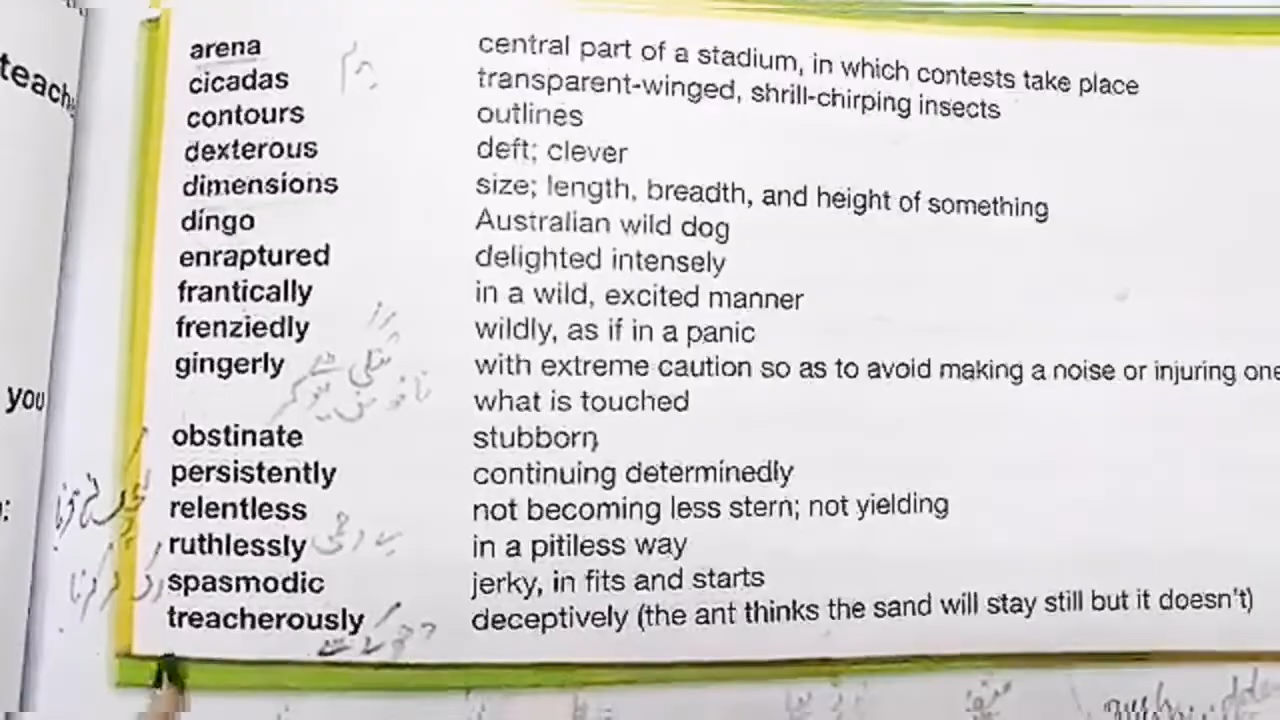 teach
arena central part of a stadium, in which contests take place
cicadas transparent-winged, shrill-chirping insects
contours outlines
dexterous deft; clever
dimensions size; length, breadth, and height of something
dingo Australian wild dog
enraptured delighted intensely
frantically in a wild, excited manner
frenziedly wildly, as if in a panic
gingerly with extreme caution so as to avoid making a noise or injuring one
you what is touched
obstinate stubborn
persistently continuing determinedly
relentless not becoming less stern; not yielding
ruthlessly in a pitiless way
spasmodic jerky, in fits and starts
treacherously deceptively (the ant thinks the sand will stay still but it doesn't)